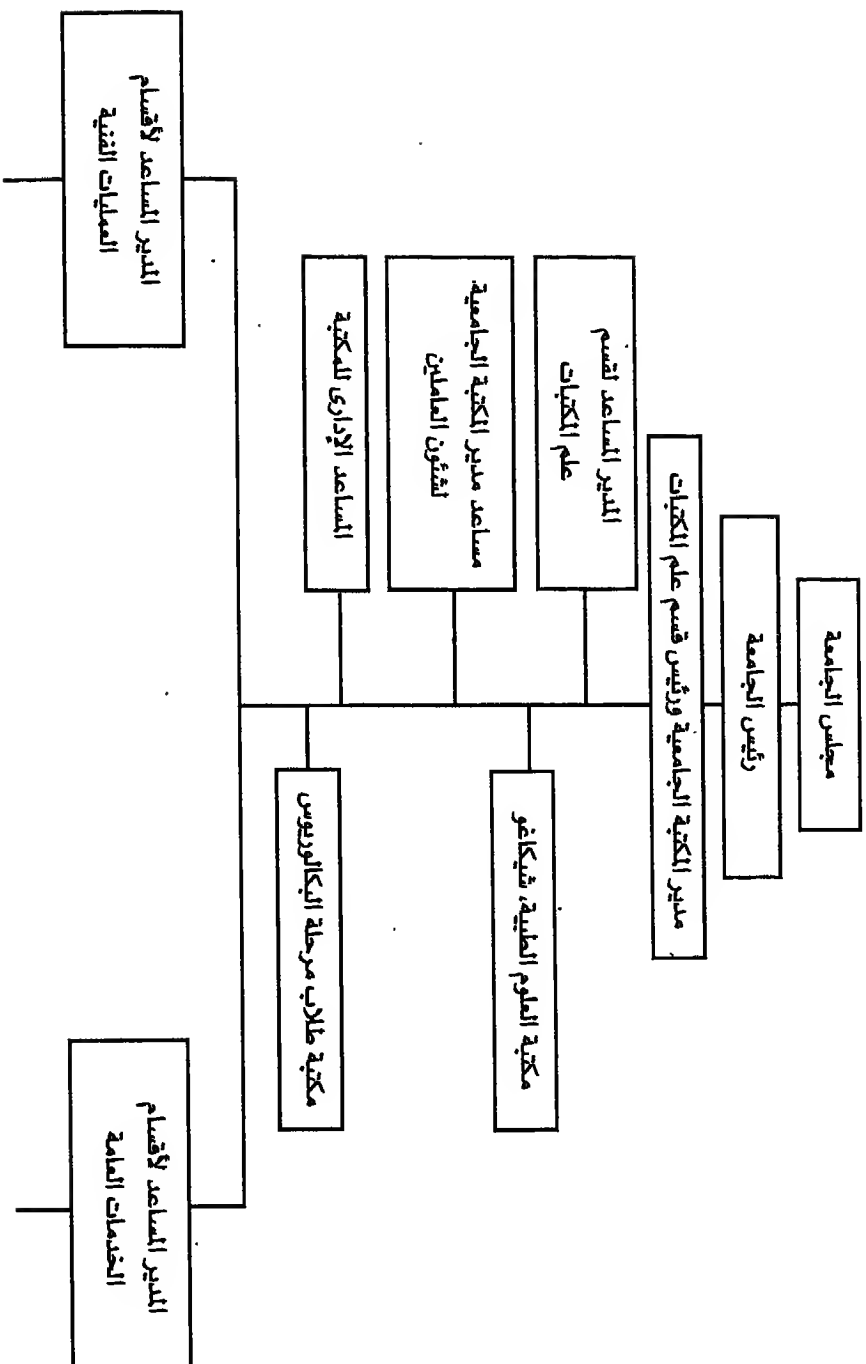 مجلس الجامعة
رئيس الجامعة
مدير المكتبة الجامعية ورئيس قسم علم المكتبات
المدير المساعد لقسم
علم المكتبات
مساعد مدير المكتبة الجامعية.
لشئون العاملين
المساعد الإدارى للمكتبة
مكتبة العلوم الطبية، شيكاغو
مكتبة طلاب مرحلة البكالوريوس
المدير المساعد لأقسام
العمليات الفنية
المدير المساعد لأقسام
الخدمات العامة